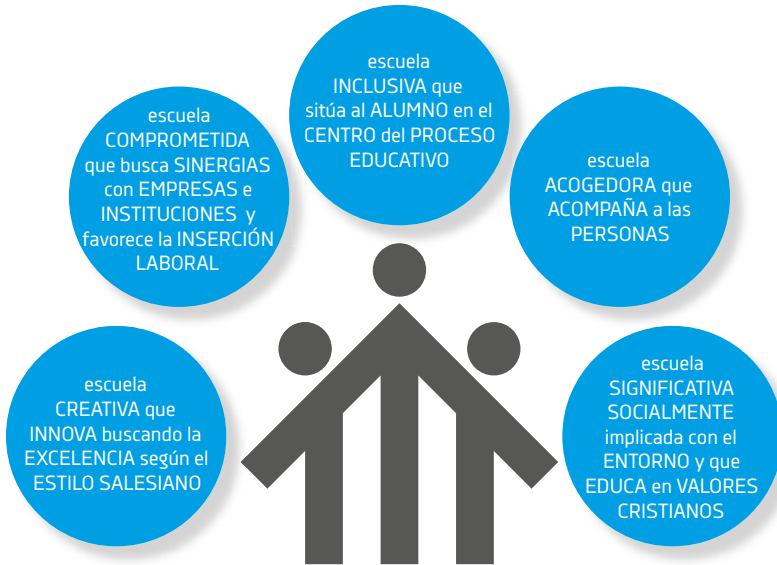 escuela
CREATIVA que
INNOVA buscando la
EXCELENCIA según el
ESTILO SALESIANO
escuela
COMPROMETIDA
que busca SINERGIAS
con EMPRESAS e
INSTITUCIONES y
favorece la INSERCIÓN
LABORAL
escuela
INCLUSIVA que
sitúa al ALUMNO en el
CENTRO del PROCESO
EDUCATIVO
escuela
ACOGEDORA que
ACOMPAÑA a las
PERSONAS
escuela
SIGNIFICATIVA
SOCIALMENTE
implicada con el
ENTORNO y que
EDUCA en VALORES
CRISTIANOS